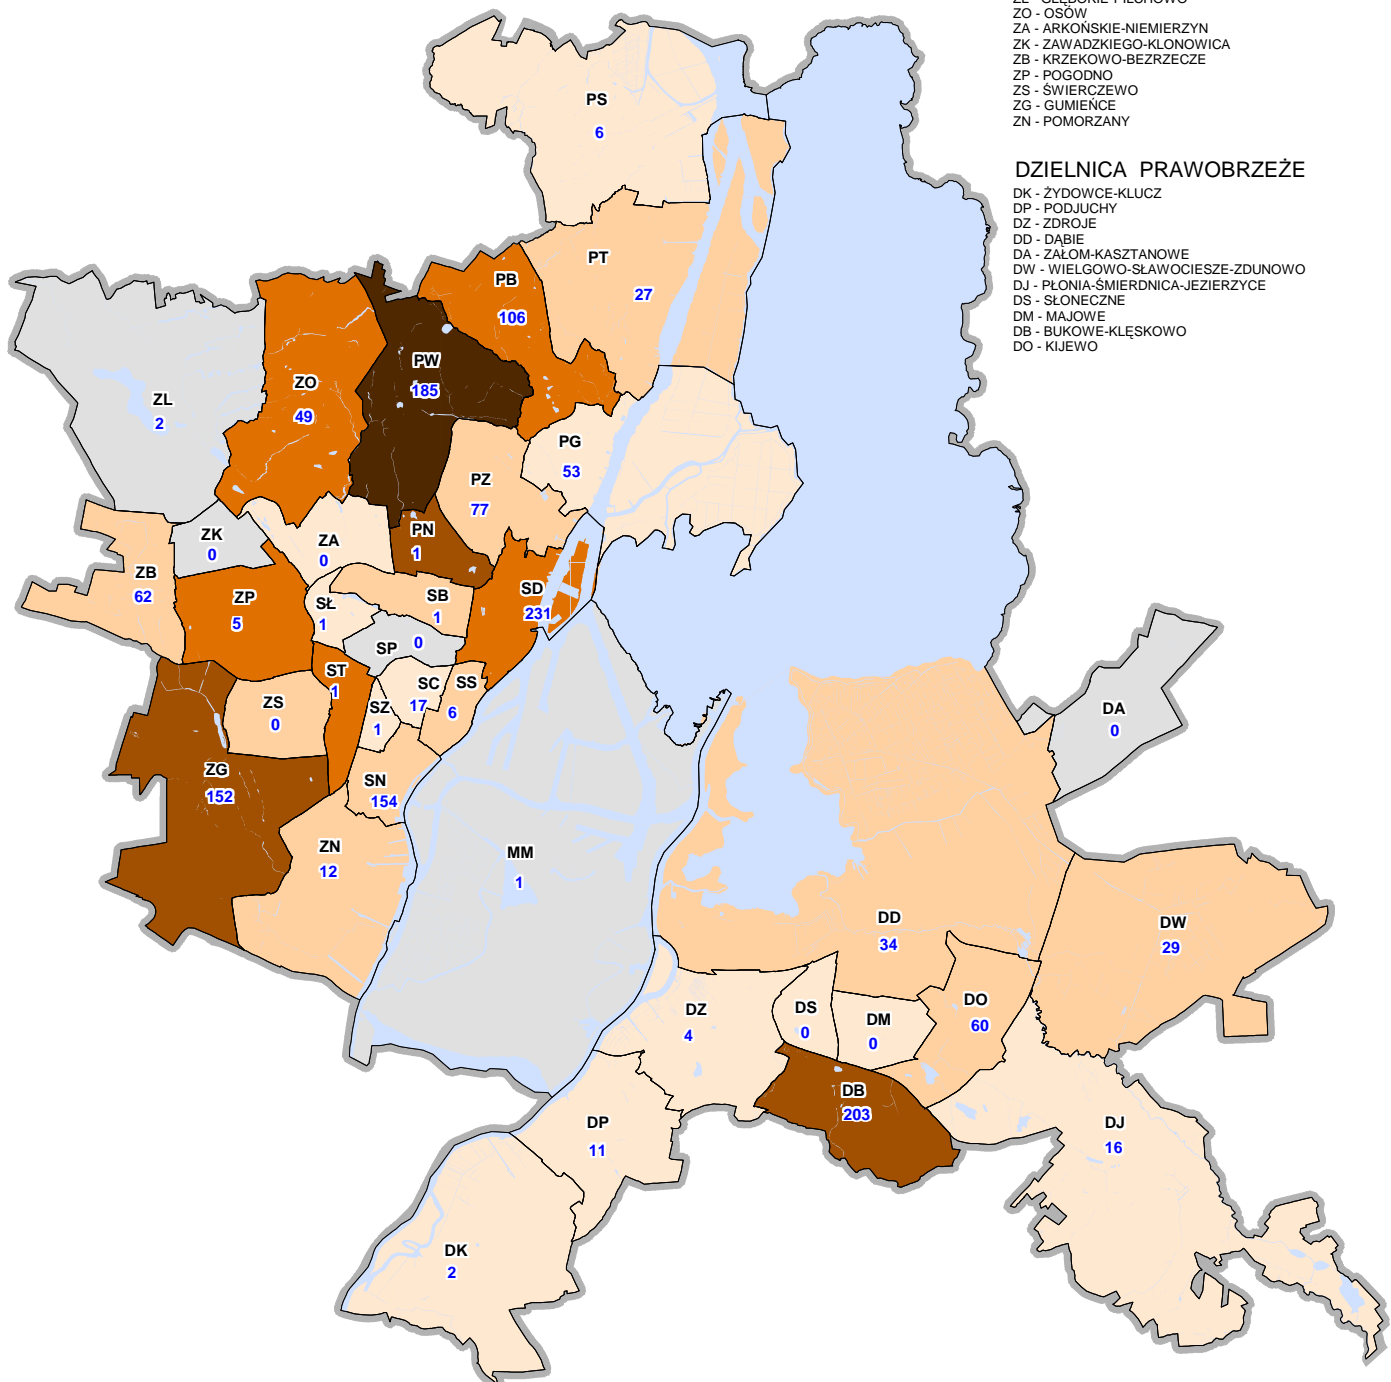 ZO - OSÓW
ZA - ARKOŃSKIE-NIEMIERZYN
ZK - ZAWADZKIEGO-KLONOWICA
ZB - KRZEKOWO-BEZRZECZE
ZP - POGODNO
ZS - ŚWIERCZEWO
ZG - GUMIEŃCE
ZN - POMORZANY
DZIELNICA PRAWOBRZEŻE
DK - ŻYDOWCE-KLUCZ
DP - PODJUCHY
DZ - ZDROJE
DD - DĄBIE
DA - ZAŁOM-KASZTANOWE
DW - WIELGOWO-SŁAWOCIESZE-ZDUNOWO
DJ - PŁONIA-ŚMIERDNICA-JEZIERZYCE
DS - SŁONECZNE
DM - MAJOWE
DB - BUKOWE-KLĘSKOWO
DO - KIJEWO
PS
6
PT
27
PB
106
PW
185
ZO
49
ZL
2
PG
53
PZ
77
PN
1
ZK
0
ZA
0
ZB
62
ZP
5
SŁ
1
SB
1
SD
231
SP
0
ST
1
SC
17
SS
6
SZ
1
ZS
0
ZG
152
SN
154
ZN
12
MM
1
DA
0
DD
34
DW
29
DZ
4
DS
0
DM
0
DO
60
DB
203
DP
11
DJ
16
DK
2